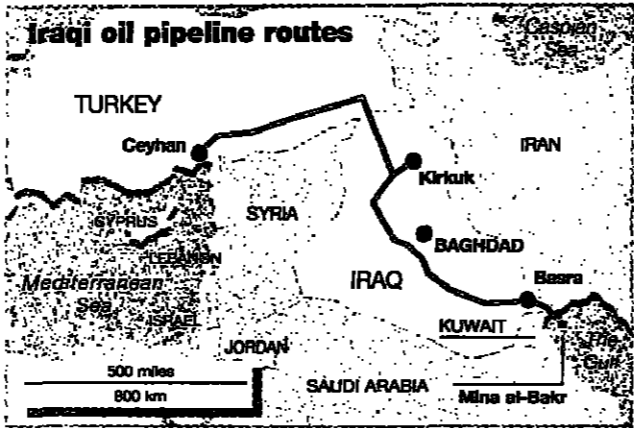 Iraqi oil pipeline routes
Caspian
Sea
TURKEY
Ceyhan
IRAN
Kirkuk
CYPRUS
SYRIA
BAGHDAD
LEBANON
Mediterranean
Sea
IRAQ
Basra
ISRAEL
KUWAIT
The
Gulf
JORDAN
500 miles
800 km
SAUDI ARABIA
Mina al-Bakr